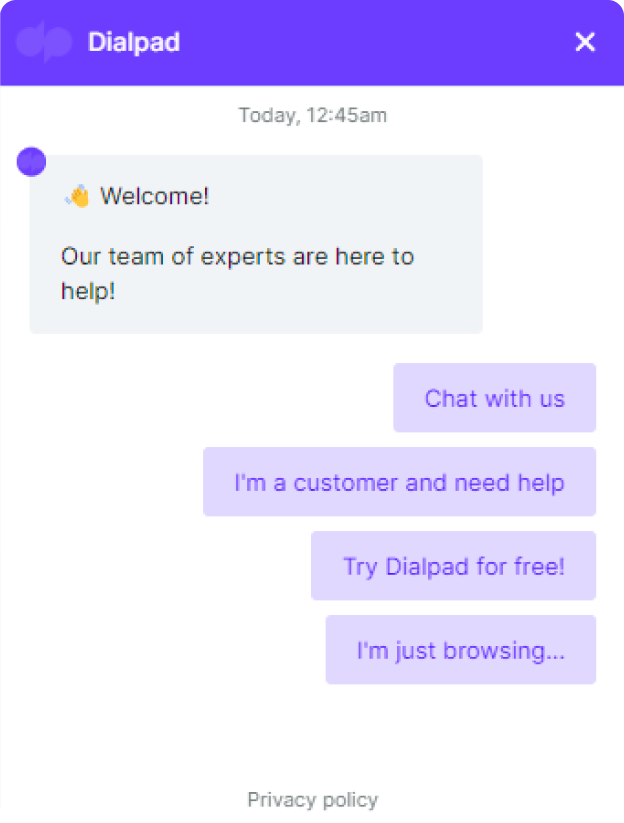 Dialpad
Today, 12:45am
👋 Welcome!
Our team of experts are here to
help!
Chat with us
I'm a customer and need help
Try Dialpad for free!
I'm just browsing...
Privacy policy